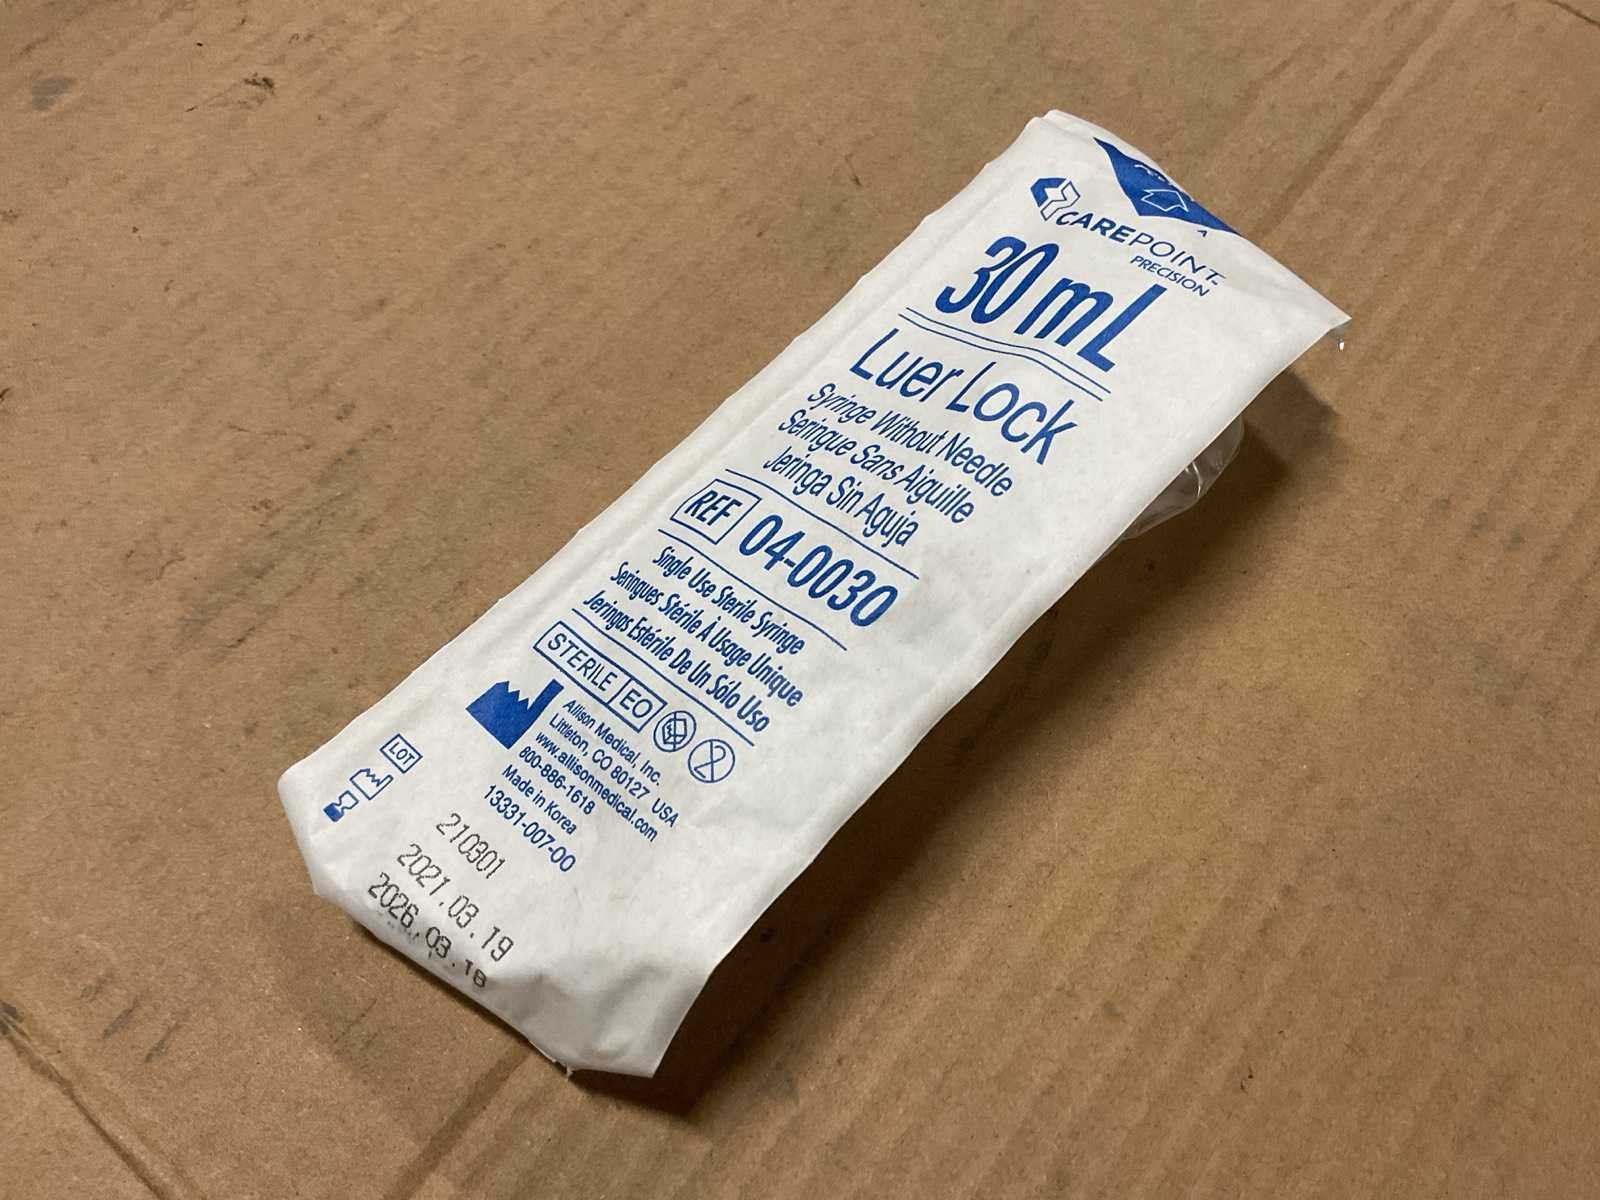 CAREPOINT™
PRECISION
30 mL
Luer Lock
Syringe Without Needle
Seringue Sans Aiguille
Jeringa Sin Aguja
REF 04-0030
Single Use Sterile Syringe
Seringues Stérile À Usage Unique
Jeringas Estérile De Un Sólo Uso
STERILE EO 2
Allison Medical, Inc.
Littleton, CO 80127 USA
www.allisonmedical.com
800-886-1618
Made in Korea
13331-007-00
LOT 210301
2021.03.19
2026.03.18